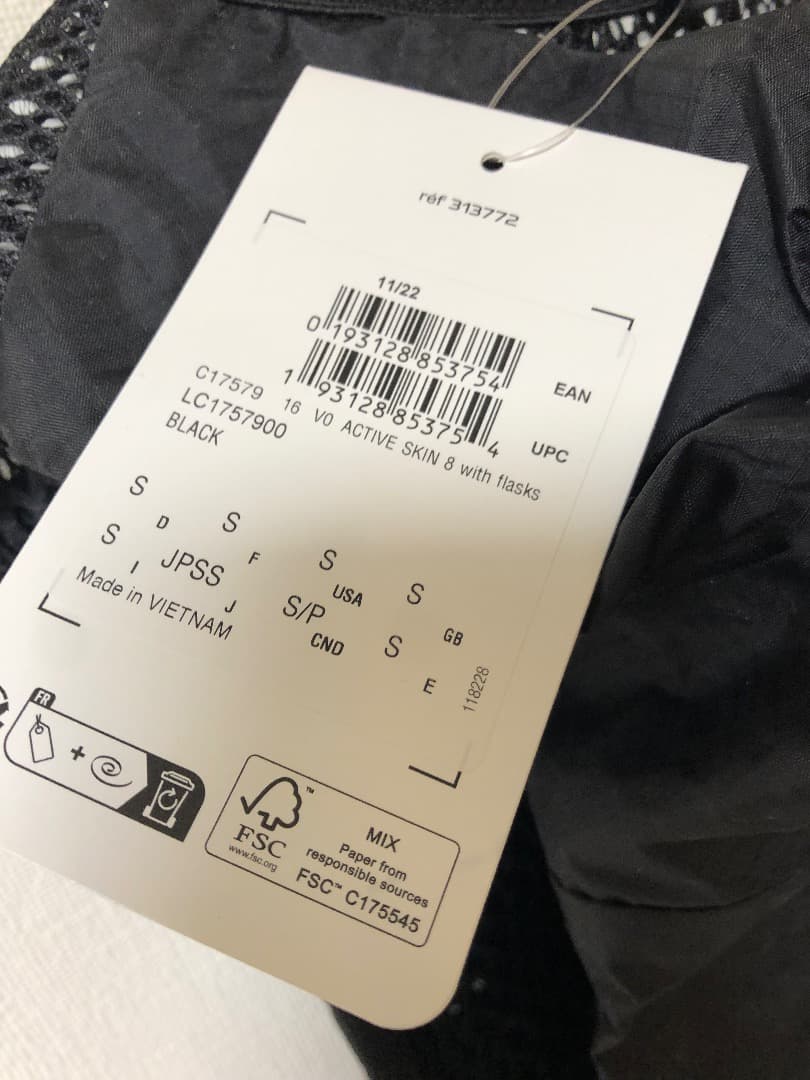 réf 313772
11/22
0 193128 853754
EAN
1 93128 85375 4
UPC
C17579 16 V0 ACTIVE SKIN 8 with flasks
LC1757900
BLACK
S D S F S USA S GB
S I JPSS J S/P CND S E
Made in VIETNAM
118228
FR
+
FSC™
www.fsc.org
MIX
Paper from
responsible sources
FSC™ C175545